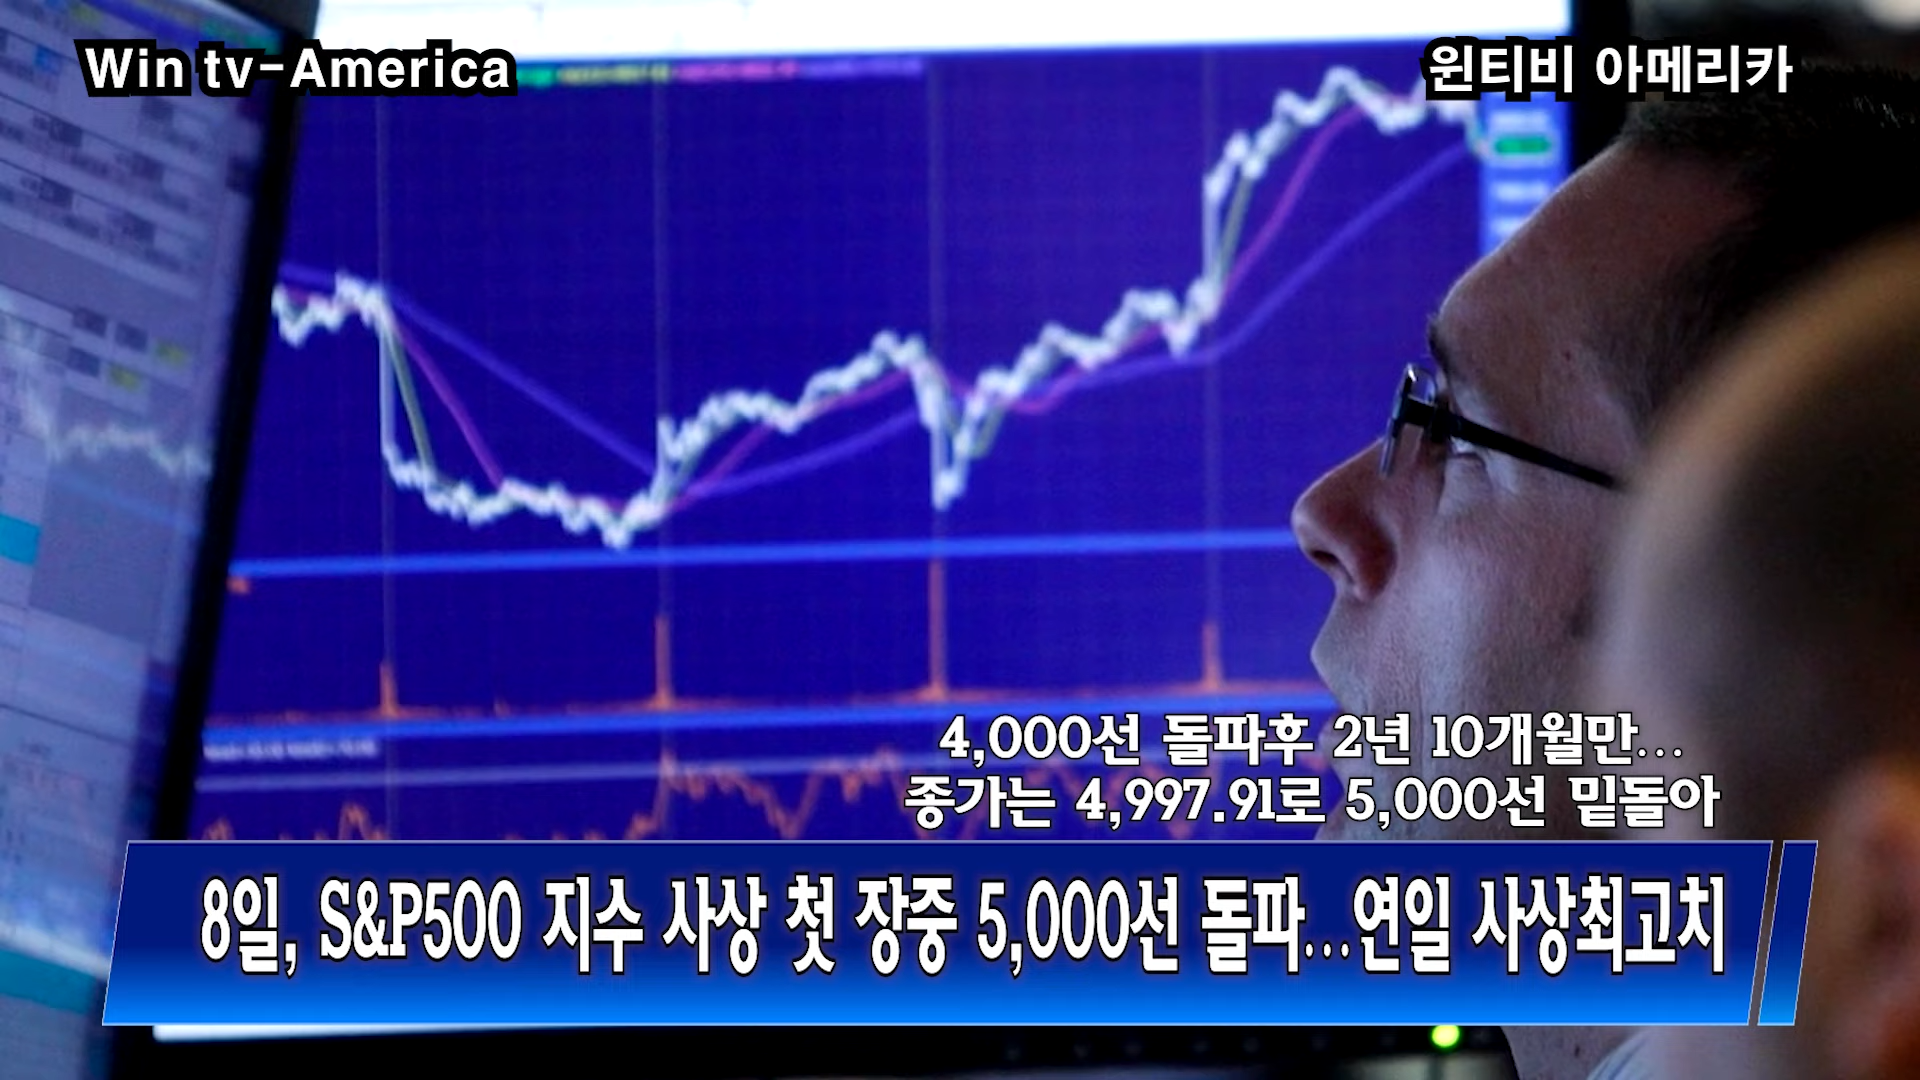 Win tv-America
윈티비 아메리카
4,000선 돌파후 2년 10개월만...
종가는 4,997.91로 5,000선 밑돌아
8일, S&P500 지수 사상 첫 장중 5,000선 돌파...연일 사상최고치